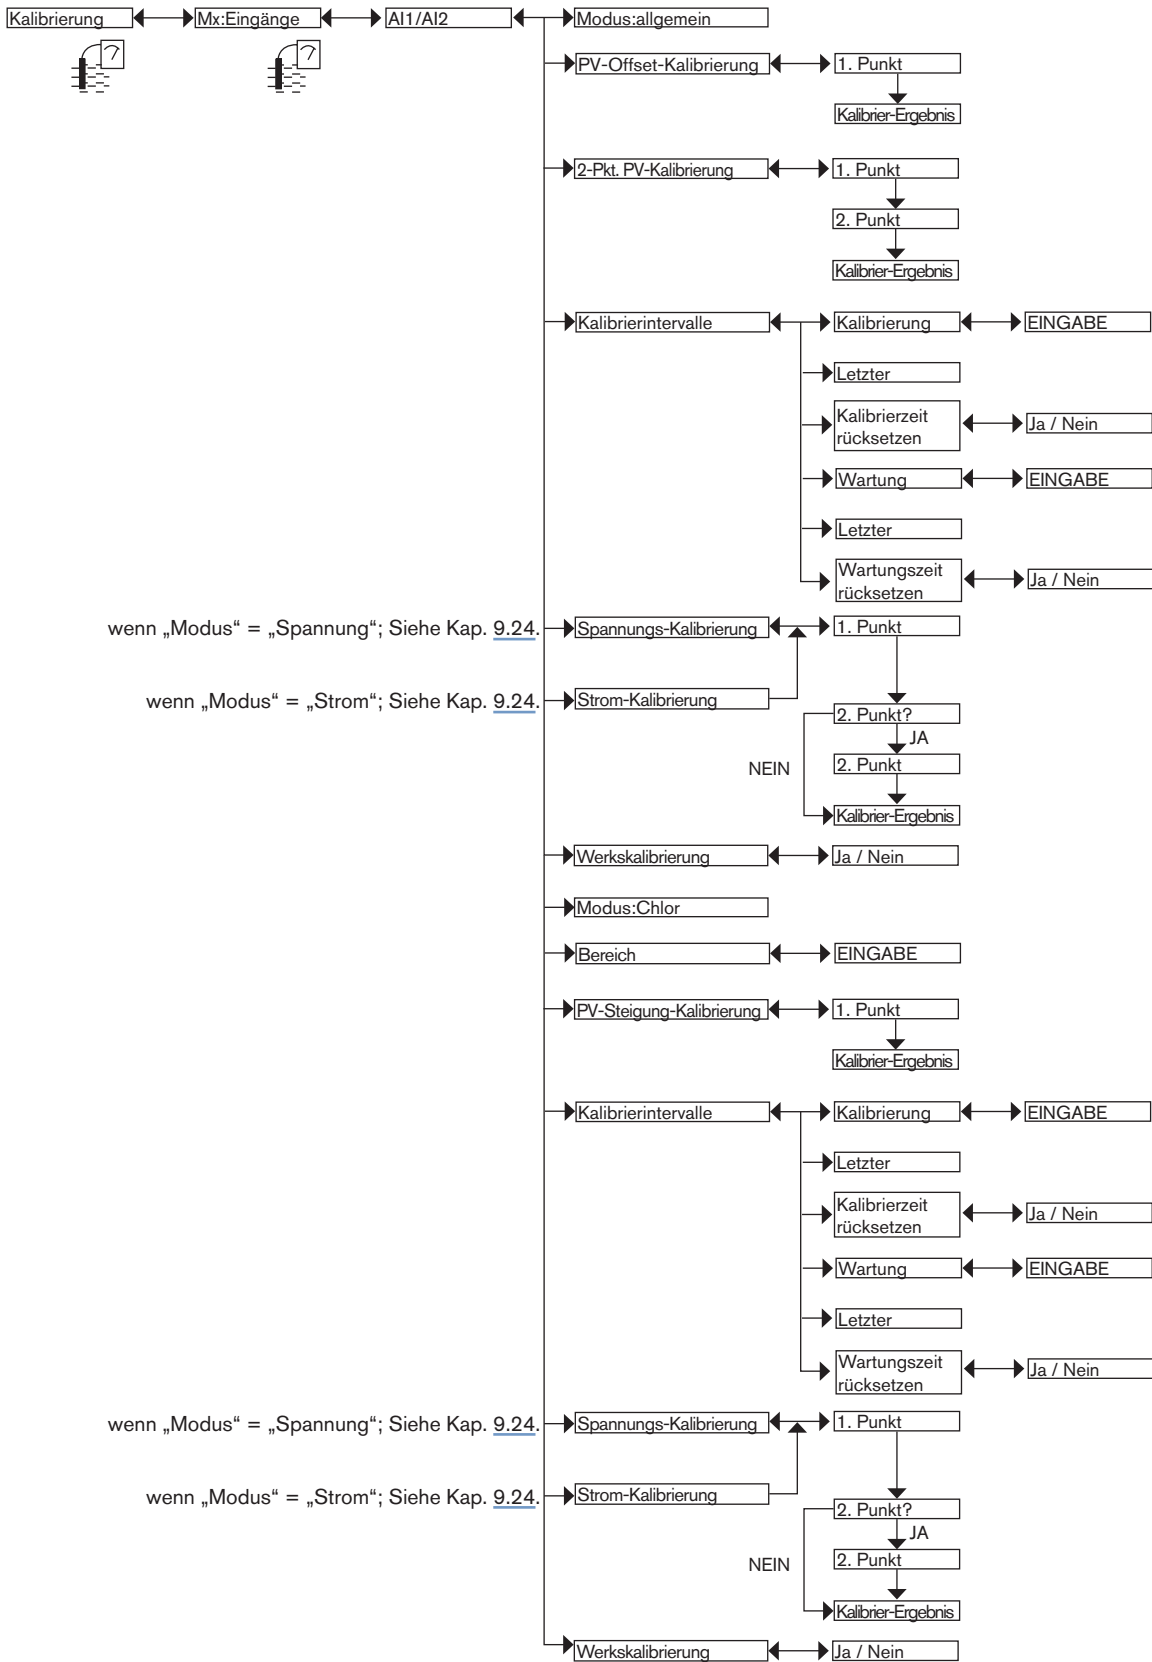 Kalibrierung
Mx:Eingänge
AI1/AI2
Modus:allgemein
PV-Offset-Kalibrierung
1. Punkt
Kalibrier-Ergebnis
2-Pkt. PV-Kalibrierung
1. Punkt
2. Punkt
Kalibrier-Ergebnis
Kalibrierintervalle
Kalibrierung
EINGABE
Letzter
Kalibrierzeit
rücksetzen
Ja / Nein
Wartung
EINGABE
Letzter
Wartungszeit
rücksetzen
Ja / Nein
wenn „Modus“ = „Spannung“; Siehe Kap. 9.24.
Spannungs-Kalibrierung
1. Punkt
wenn „Modus“ = „Strom“; Siehe Kap. 9.24.
Strom-Kalibrierung
2. Punkt?
JA
NEIN
2. Punkt
Kalibrier-Ergebnis
Werkskalibrierung
Ja / Nein
Modus:Chlor
Bereich
EINGABE
PV-Steigung-Kalibrierung
1. Punkt
Kalibrier-Ergebnis
Kalibrierintervalle
Kalibrierung
EINGABE
Letzter
Kalibrierzeit
rücksetzen
Ja / Nein
Wartung
EINGABE
Letzter
Wartungszeit
rücksetzen
Ja / Nein
wenn „Modus“ = „Spannung“; Siehe Kap. 9.24.
Spannungs-Kalibrierung
1. Punkt
wenn „Modus“ = „Strom“; Siehe Kap. 9.24.
Strom-Kalibrierung
2. Punkt?
JA
NEIN
2. Punkt
Kalibrier-Ergebnis
Werkskalibrierung
Ja / Nein